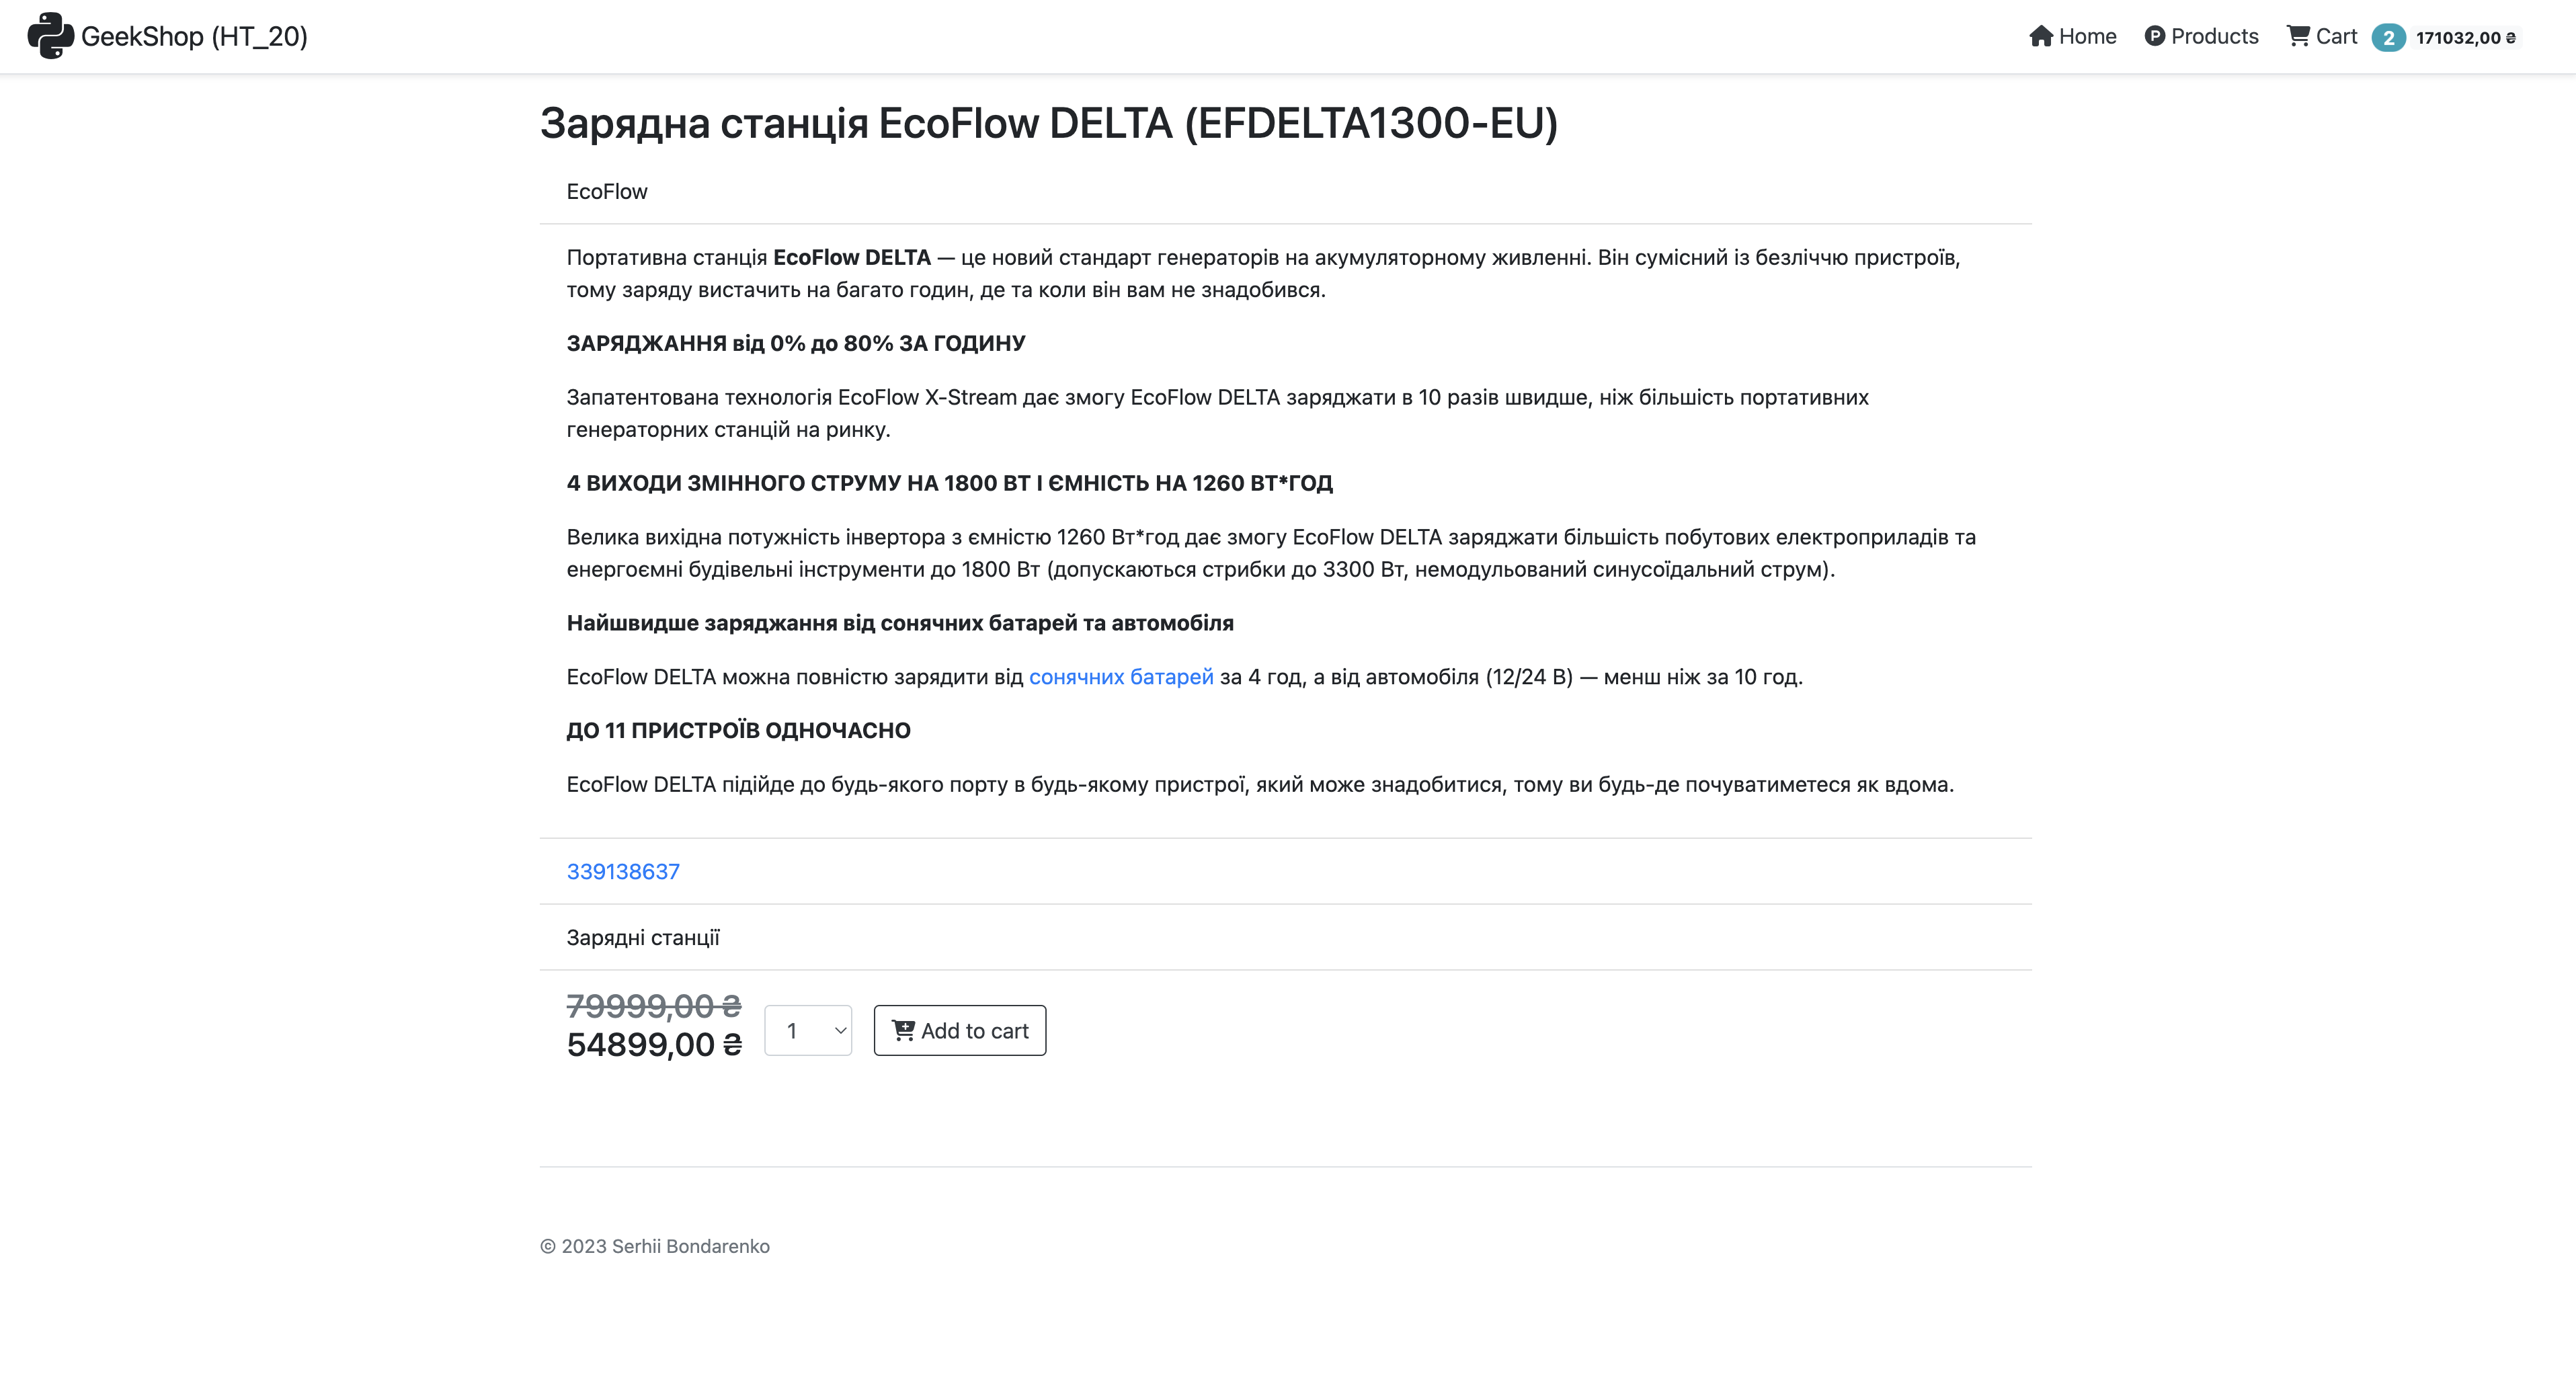 GeekShop (HT_20)
Home
Products
Cart 2 171032,00 ₴
Зарядна станція EcoFlow DELTA (EFDELTA1300-EU)
EcoFlow
Портативна станція EcoFlow DELTA — це новий стандарт генераторів на акумуляторному живленні. Він сумісний із безліччю пристроїв,
тому заряду вистачить на багато годин, де та коли він вам не знадобився.
ЗАРЯДЖАННЯ від 0% до 80% ЗА ГОДИНУ
Запатентована технологія EcoFlow X-Stream дає змогу EcoFlow DELTA заряджати в 10 разів швидше, ніж більшість портативних
генераторних станцій на ринку.
4 ВИХОДИ ЗМІННОГО СТРУМУ НА 1800 ВТ І ЄМНІСТЬ НА 1260 ВТ*ГОД
Велика вихідна потужність інвертора з ємністю 1260 Вт*год дає змогу EcoFlow DELTA заряджати більшість побутових електроприладів та
енергоємні будівельні інструменти до 1800 Вт (допускаються стрибки до 3300 Вт, немодульований синусоїдальний струм).
Найшвидше заряджання від сонячних батарей та автомобіля
EcoFlow DELTA можна повністю зарядити від сонячних батарей за 4 год, а від автомобіля (12/24 В) — менш ніж за 10 год.
ДО 11 ПРИСТРОЇВ ОДНОЧАСНО
EcoFlow DELTA підійде до будь-якого порту в будь-якому пристрої, який може знадобитися, тому ви будь-де почуватиметеся як вдома.
339138637
Зарядні станції
79999,00 ₴
54899,00 ₴
1
Add to cart
© 2023 Serhii Bondarenko